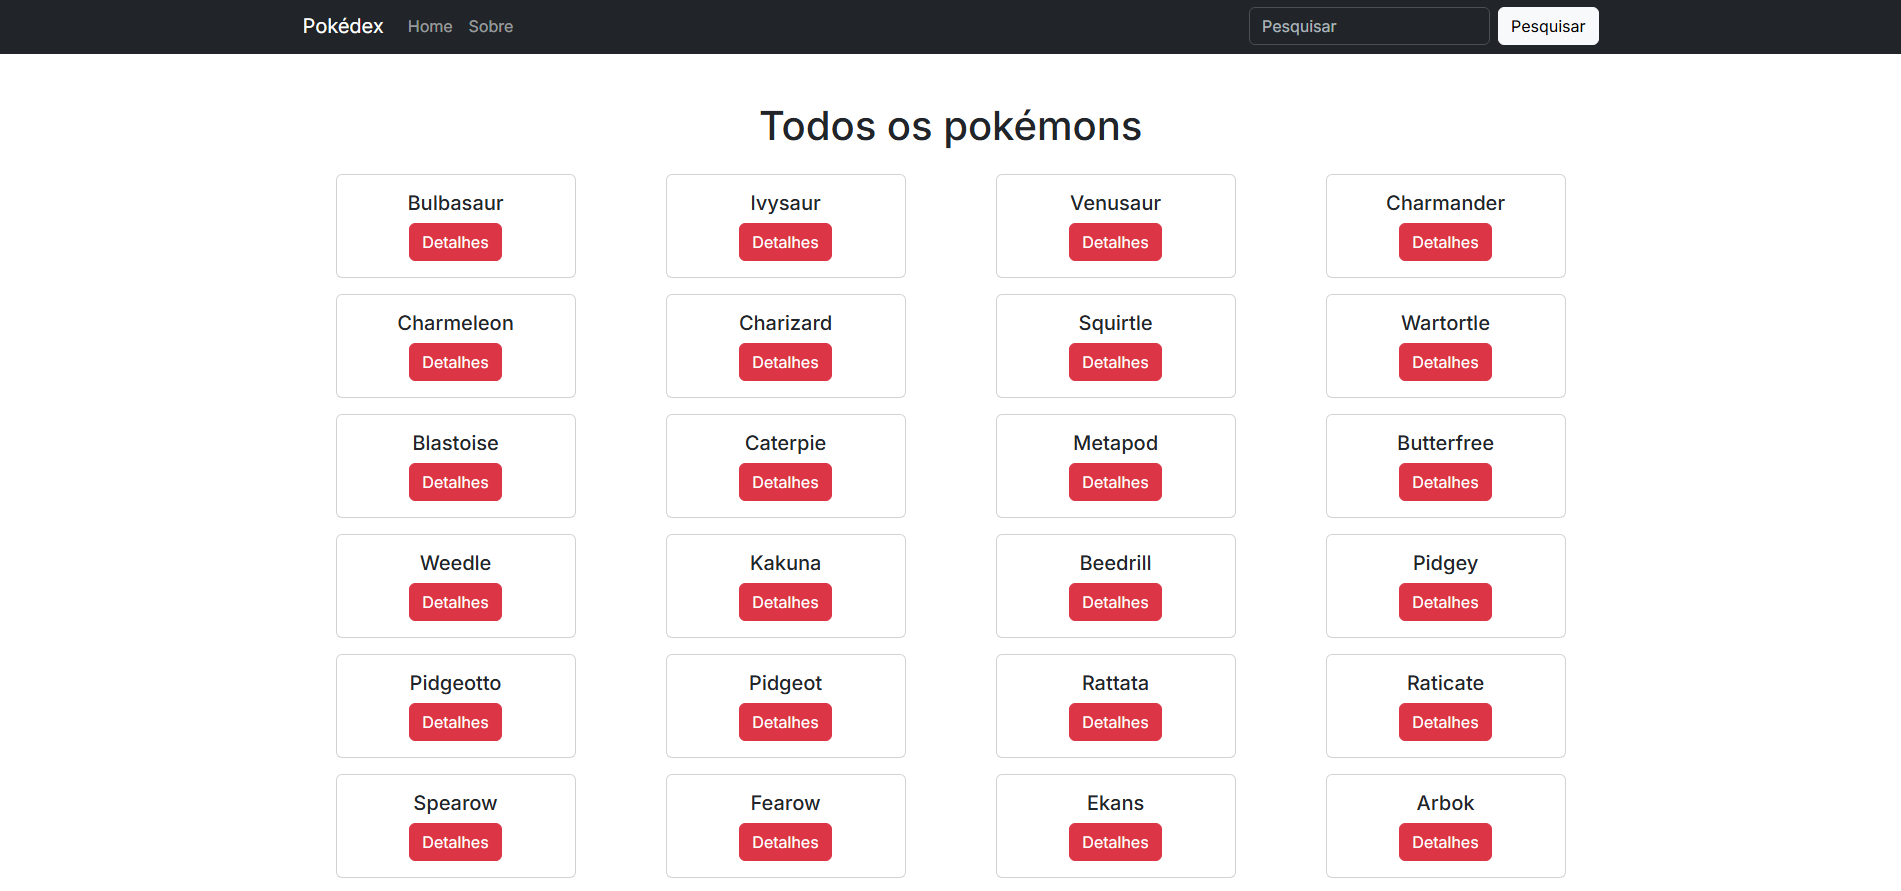 Pokédex Home Sobre Pesquisar Pesquisar
Todos os pokémons
Bulbasaur Ivysaur Venusaur Charmander
Detalhes Detalhes Detalhes Detalhes
Charmeleon Charizard Squirtle Wartortle
Detalhes Detalhes Detalhes Detalhes
Blastoise Caterpie Metapod Butterfree
Detalhes Detalhes Detalhes Detalhes
Weedle Kakuna Beedrill Pidgey
Detalhes Detalhes Detalhes Detalhes
Pidgeotto Pidgeot Rattata Raticate
Detalhes Detalhes Detalhes Detalhes
Spearow Fearow Ekans Arbok
Detalhes Detalhes Detalhes Detalhes